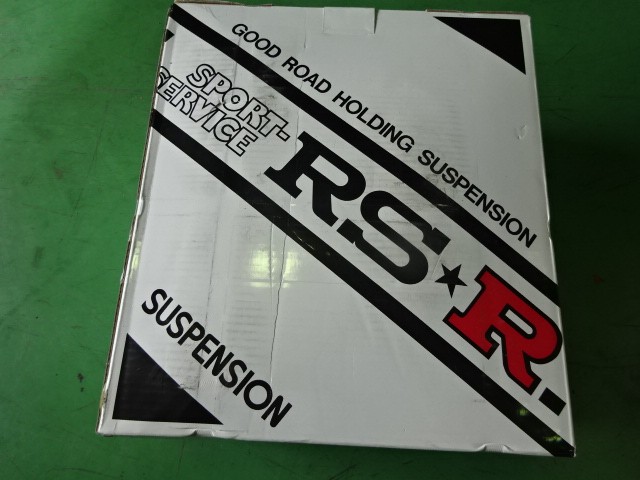 GOOD ROAD HOLDING SUSPENSION
SPORT-
SERVICE
RS★R.
SUSPENSION